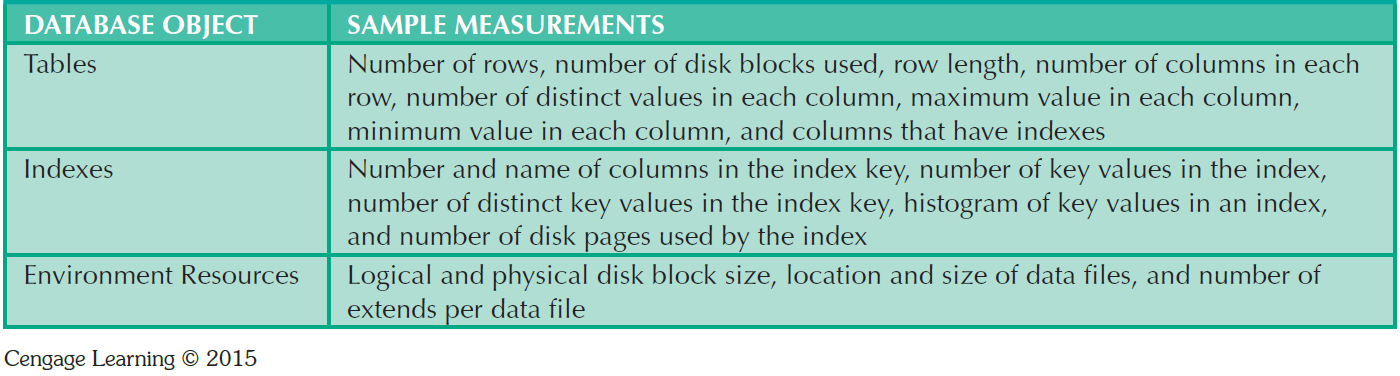 DATABASE OBJECT SAMPLE MEASUREMENTS
Tables Number of rows, number of disk blocks used, row length, number of columns in each
row, number of distinct values in each column, maximum value in each column,
minimum value in each column, and columns that have indexes
Indexes Number and name of columns in the index key, number of key values in the index,
number of distinct key values in the index key, histogram of key values in an index,
and number of disk pages used by the index
Environment Resources Logical and physical disk block size, location and size of data files, and number of
extends per data file
Cengage Learning © 2015